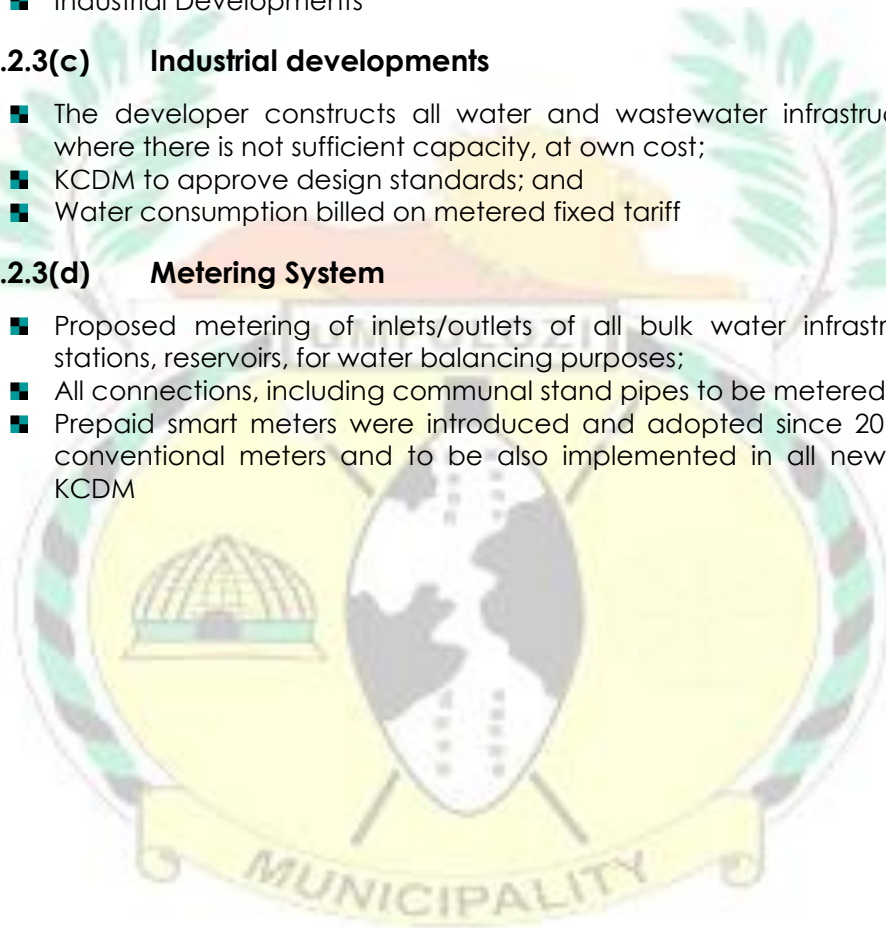 Industrial Developments
.2.3(c) Industrial developments
The developer constructs all water and wastewater infrastruc
where there is not sufficient capacity, at own cost;
KCDM to approve design standards; and
Water consumption billed on metered fixed tariff
.2.3(d) Metering System
Proposed metering of inlets/outlets of all bulk water infrastr
stations, reservoirs, for water balancing purposes;
All connections, including communal stand pipes to be metered
Prepaid smart meters were introduced and adopted since 20
conventional meters and to be also implemented in all new
KCDM
MUNICIPALITY